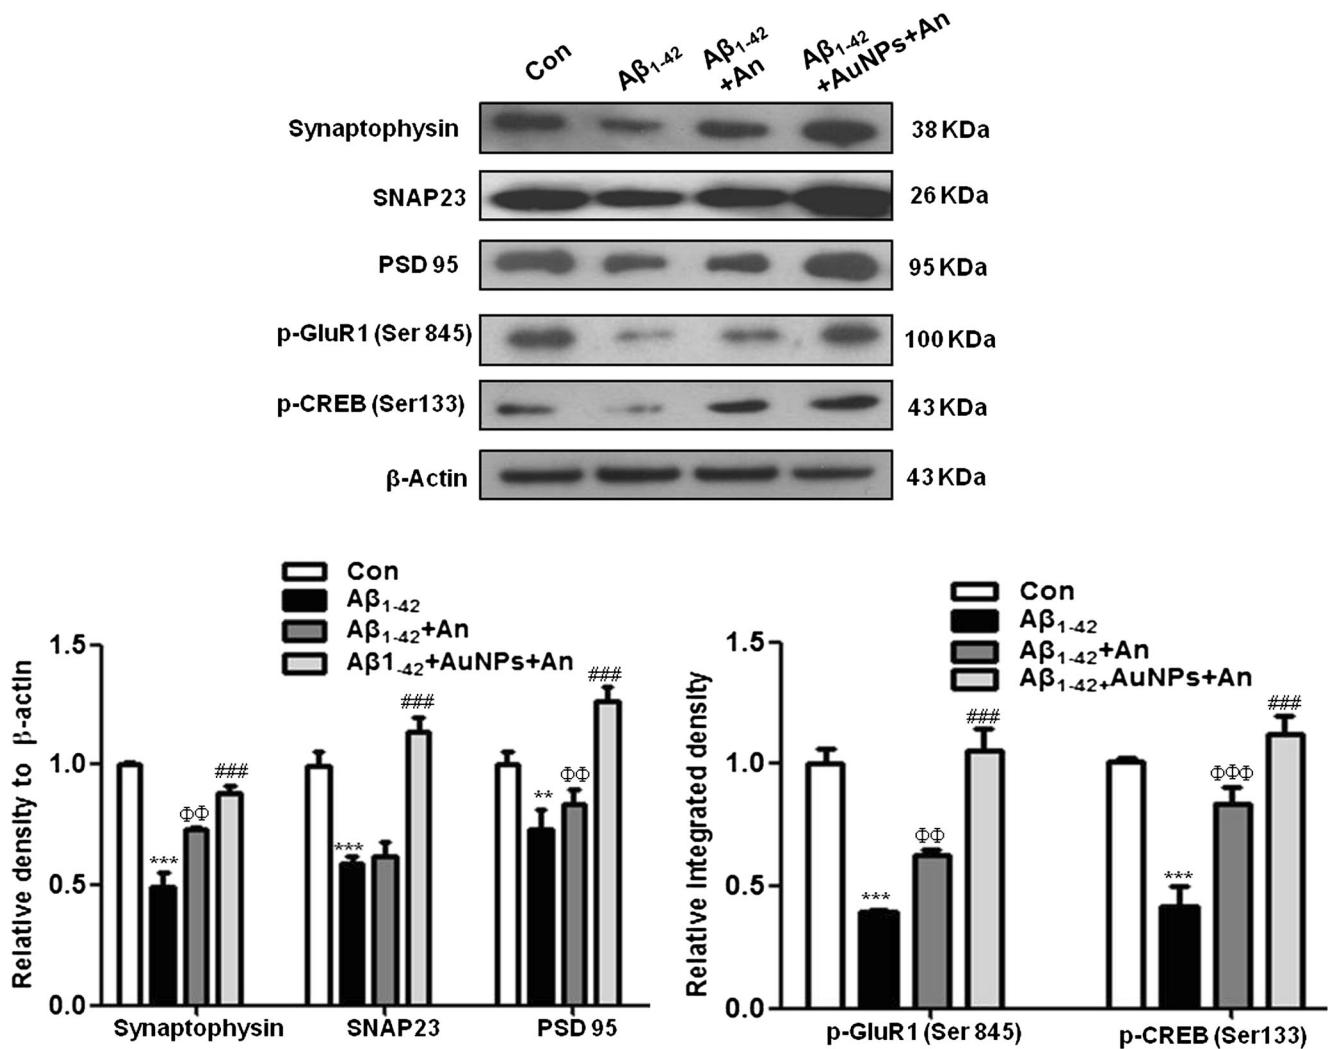 Con
Aβ1-42
Aβ1-42
+An
Aβ1-42
+AuNPs+An
Synaptophysin
38 KDa
SNAP23
26 KDa
PSD 95
95 KDa
p-GluR1 (Ser 845)
100 KDa
p-CREB (Ser133)
43 KDa
β-Actin
43 KDa
Con
Aβ1-42
Aβ1-42+An
Aβ1-42+AuNPs+An
Relative density to β-actin
1.5
1.0
0.5
0.0
***
ΦΦ
###
***
###
**
ΦΦ
###
Synaptophysin
SNAP23
PSD 95
Con
Aβ1-42
Aβ1-42+An
Aβ1-42+AuNPs+An
Relative Integrated density
1.5
1.0
0.5
0.0
***
ΦΦ
###
***
ΦΦΦ
###
p-GluR1 (Ser 845)
p-CREB (Ser133)